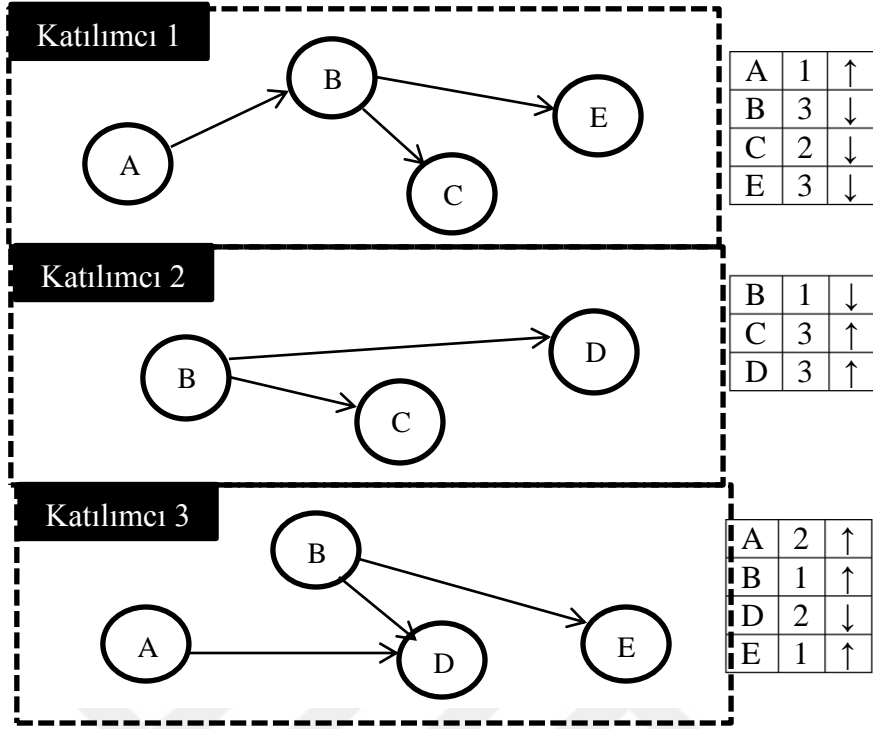 Katılımcı 1
B
E
A
C
A 1 ↑
B 3 ↓
C 2 ↓
E 3 ↓
Katılımcı 2
D
B
C
B 1 ↓
C 3 ↑
D 3 ↑
Katılımcı 3
B
A
D
E
A 2 ↑
B 1 ↑
D 2 ↓
E 1 ↑